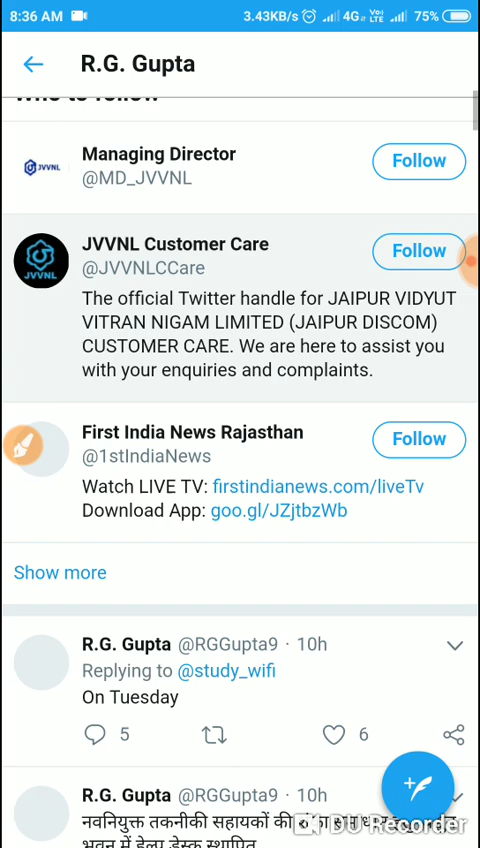 8:36 AM 3.43KB/s 4G VoLTE 75%
R.G. Gupta
Who to follow
JVVNL
Managing Director
@MD_JVVNL
Follow
JVVNL
JVVNL Customer Care
@JVVNLCCare
Follow
The official Twitter handle for JAIPUR VIDYUT
VITRAN NIGAM LIMITED (JAIPUR DISCOM)
CUSTOMER CARE. We are here to assist you
with your enquiries and complaints.
First India News Rajasthan
@1stIndiaNews
Follow
Watch LIVE TV: firstindianews.com/liveTv
Download App: goo.gl/JZjtbzWb
Show more
R.G. Gupta @RGGupta9 · 10h
Replying to @study_wifi
On Tuesday
5 6
R.G. Gupta @RGGupta9 · 10h
नवनियुक्त तकनीकी सहायकों की
DU Recorder
भवन में हेल्प डेस्क स्थापित